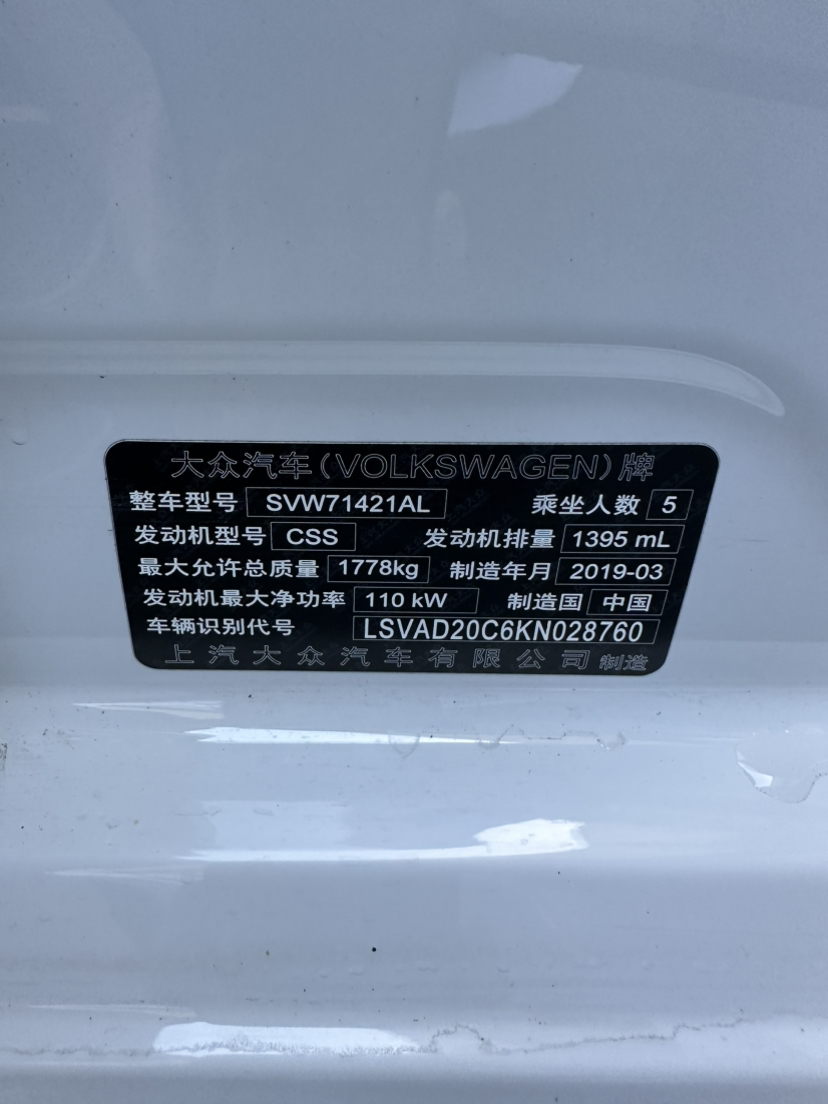 大众汽车(VOLKSWAGEN)牌
整车型号 SVW71421AL 乘坐人数 5
发动机型号 CSS 发动机排量 1395 mL
最大允许总质量 1778kg 制造年月 2019-03
发动机最大净功率 110 kW 制造国 中国
车辆识别代号 LSVAD20C6KN028760
上汽大众汽车有限公司 制造